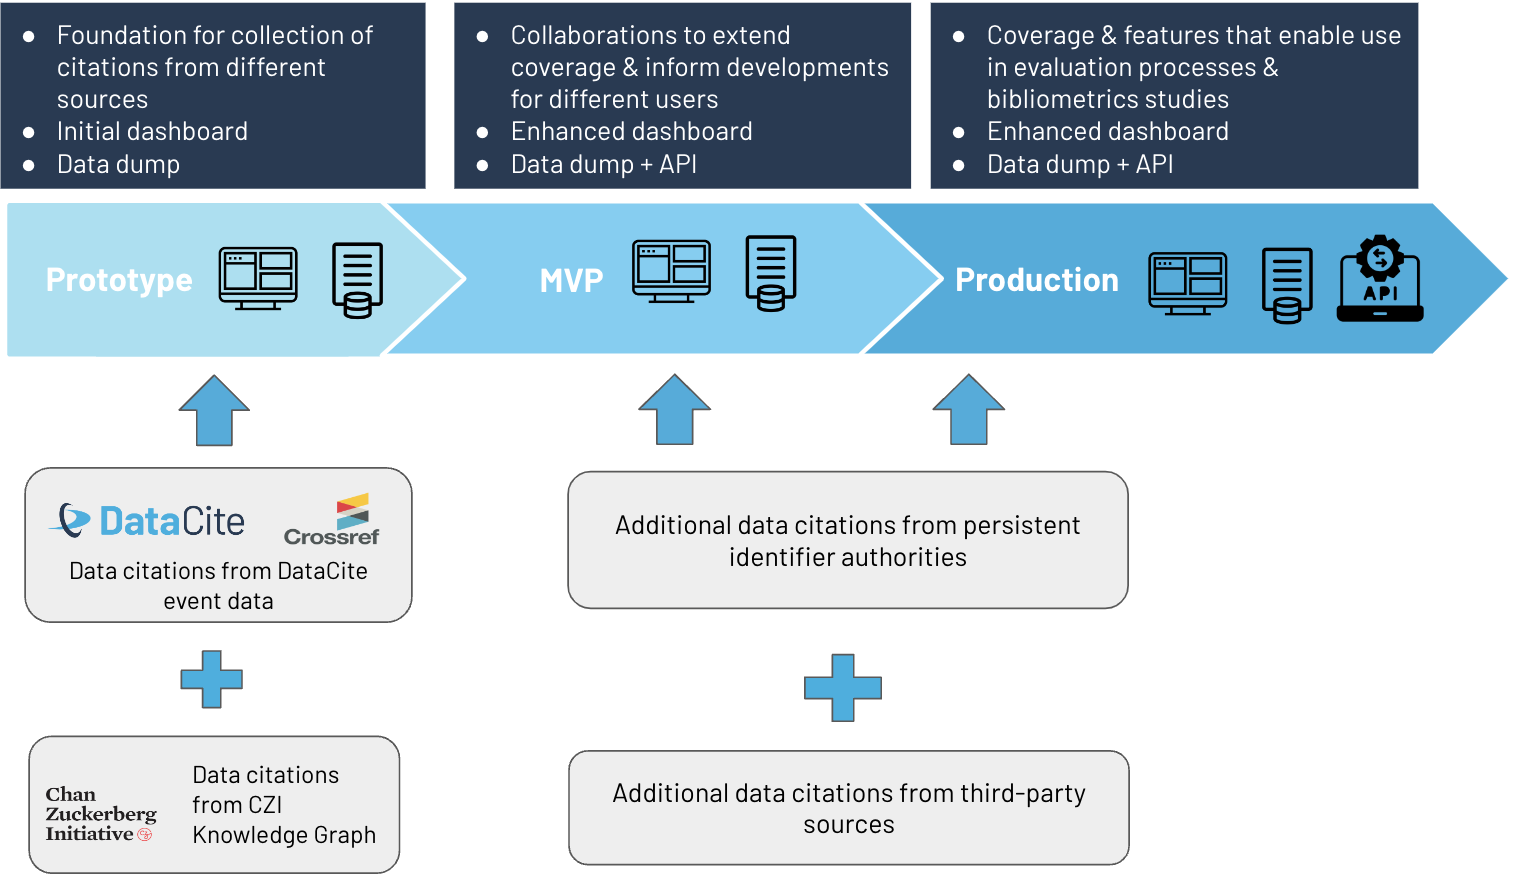 ● Foundation for collection of
citations from different
sources
● Initial dashboard
● Data dump
● Collaborations to extend
coverage & inform developments
for different users
● Enhanced dashboard
● Data dump + API
● Coverage & features that enable use
in evaluation processes &
bibliometrics studies
● Enhanced dashboard
● Data dump + API
Prototype
MVP
Production
API
DataCite
Crossref
Data citations from DataCite
event data
Additional data citations from persistent
identifier authorities
Chan
Zuckerberg
Initiative
Data citations
from CZI
Knowledge Graph
Additional data citations from third-party
sources